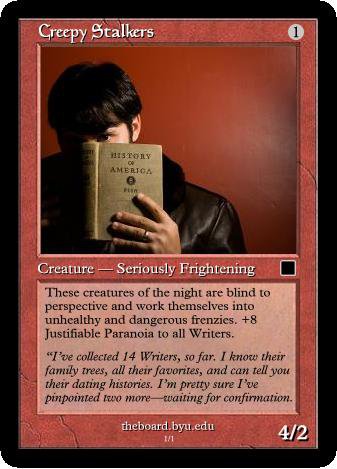 Creepy Stalkers 1
HISTORY
OF
AMERICA
FISH
Creature — Seriously Frightening
These creatures of the night are blind to
perspective and work themselves into
unhealthy and dangerous frenzies. +8
Justifiable Paranoia to all Writers.
“I’ve collected 14 Writers, so far. I know their
family trees, all their favorites, and can tell you
their dating histories. I’m pretty sure I’ve
pinpointed two more—waiting for confirmation.
theboard.byu.edu
1/1
4/2